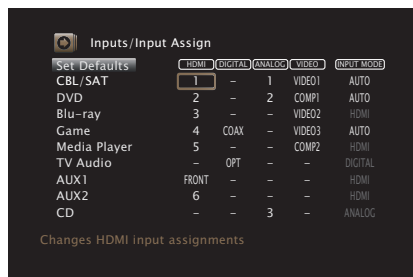 Inputs/Input Assign
Set Defaults HDMI DIGITAL ANALOG VIDEO INPUT MODE
CBL/SAT 1 – 1 VIDEO1 AUTO
DVD 2 – 2 COMP1 AUTO
Blu-ray 3 – – VIDEO2 HDMI
Game 4 COAX – VIDEO3 AUTO
Media Player 5 – – COMP2 HDMI
TV Audio – OPT – – DIGITAL
AUX1 FRONT – – – HDMI
AUX2 6 – – – HDMI
CD – – 3 – ANALOG
Changes HDMI input assignments